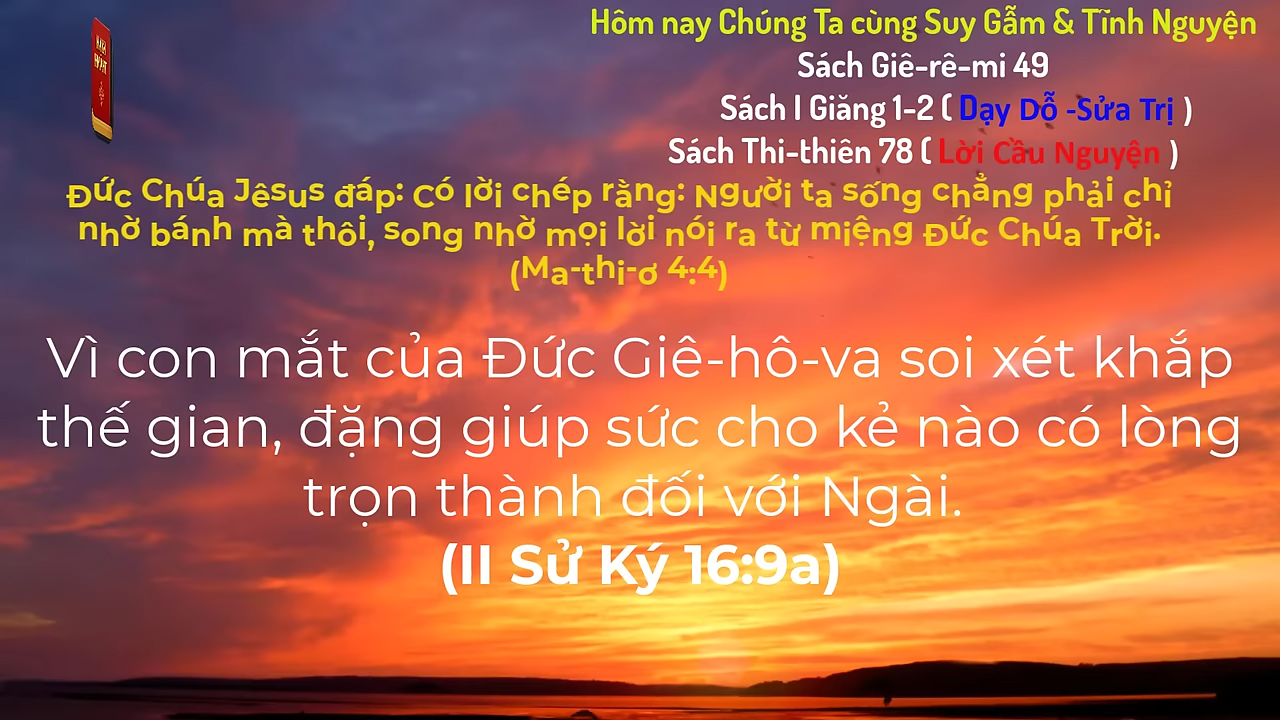 Hôm nay Chúng Ta cùng Suy Gẫm & Tĩnh Nguyện
Sách Giê-rê-mi 49
Sách I Giăng 1-2 ( Dạy Dỗ -Sửa Trị )
Sách Thi-thiên 78 ( Lời Cầu Nguyện )
Đức Chúa Jêsus đáp: Có lời chép rằng: Người ta sống chẳng phải chỉ
nhờ bánh mà thôi, song nhờ mọi lời nói ra từ miệng Đức Chúa Trời.
(Ma-thi-ơ 4:4)
Vì con mắt của Đức Giê-hô-va soi xét khắp
thế gian, đặng giúp sức cho kẻ nào có lòng
trọn thành đối với Ngài.
(II Sử Ký 16:9a)